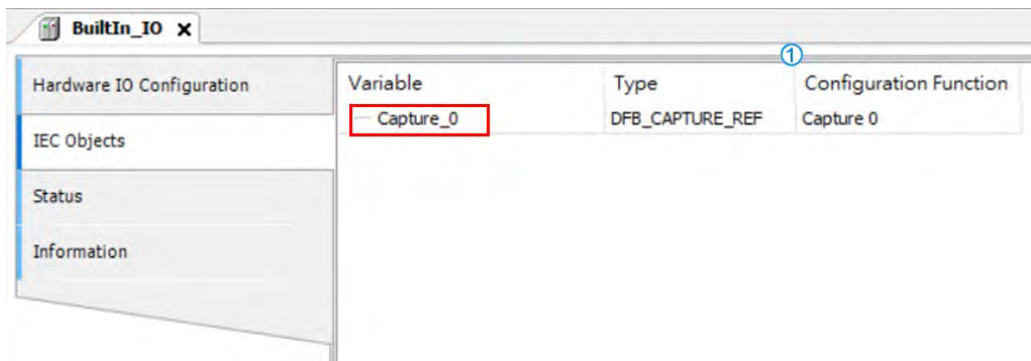 BuiltIn_IO x
①
Hardware IO Configuration
Variable Type Configuration Function
Capture_0 DFB_CAPTURE_REF Capture 0
IEC Objects
Status
Information